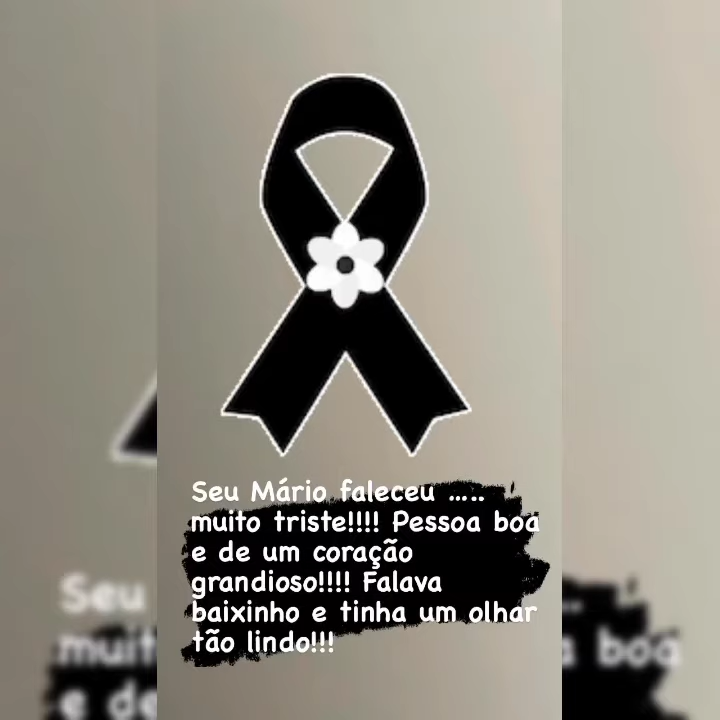 Seu Mário faleceu .....
muito triste!!!! Pessoa boa
e de um coração
grandioso!!!! Falava
baixinho e tinha um olhar
tão lindo!!!